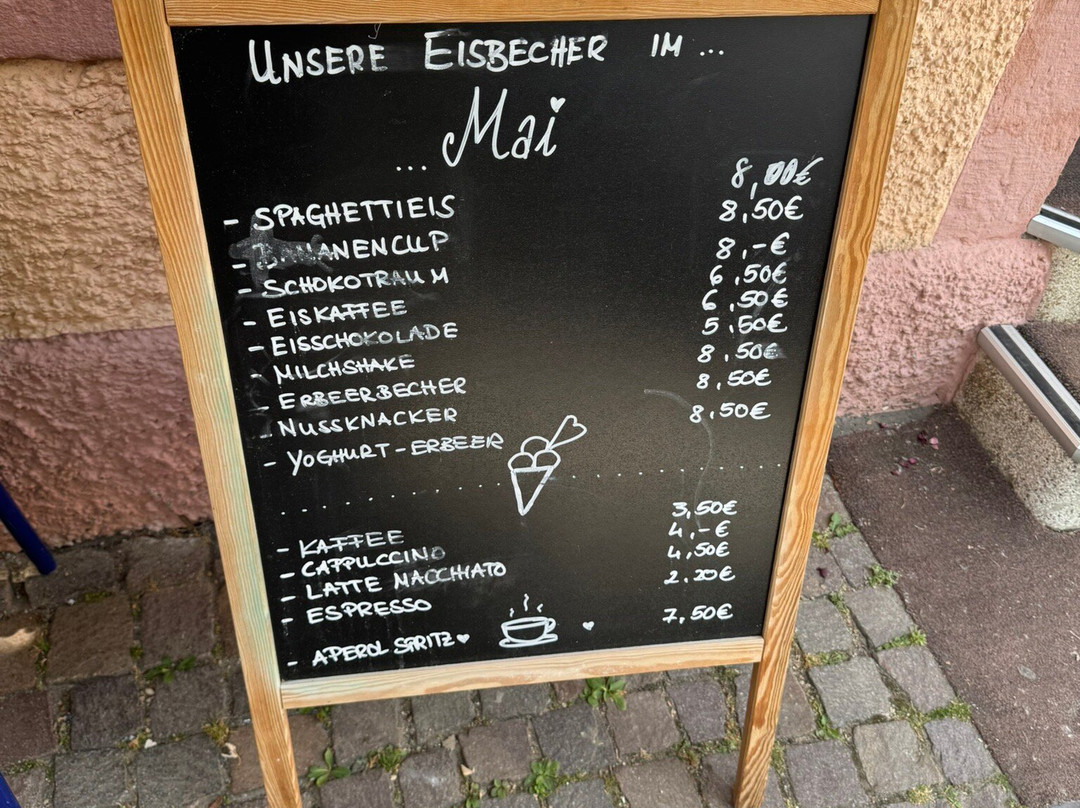 UNSERE EISBECHER IM ...
... Mai
- SPAGHETTIEIS 8,00€
- BANANENCUP 8,50€
- SCHOKOTRAUM 8,-€
- EISKAFFEE 6,50€
- EISSCHOKOLADE 6,50€
- MILCHSHAKE 5,50€
- ERBEERBECHER 8,50€
- NUSSKNACKER 8,50€
- YOGHURT-ERBEER 8,50€
- KAFFEE 3,50€
- CAPPUCCINO 4,-€
- LATTE MACCHIATO 4,50€
- ESPRESSO 2.20€
- APEROL SPRITZ 7,50€